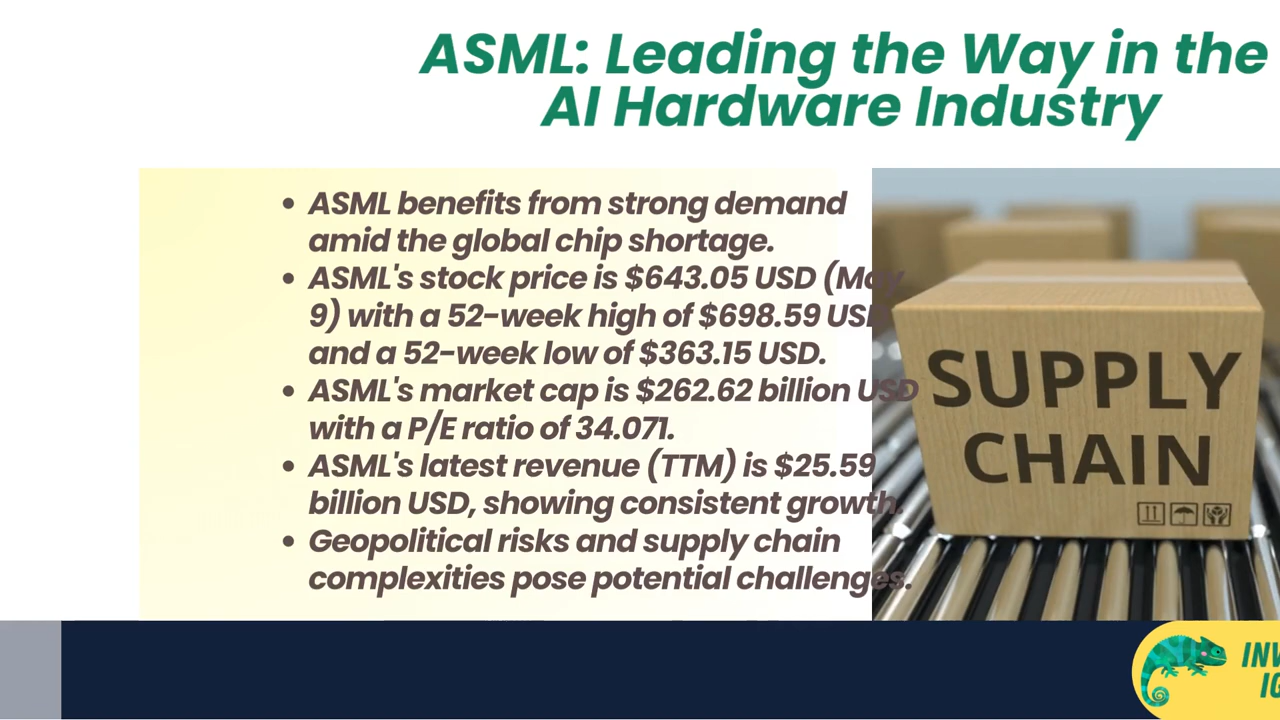 ASML: Leading the Way in the
AI Hardware Industry
• ASML benefits from strong demand
amid the global chip shortage.
• ASML's stock price is $643.05 USD (May
9) with a 52-week high of $698.59 USD
and a 52-week low of $363.15 USD.
• ASML's market cap is $262.62 billion USD
with a P/E ratio of 34.071.
• ASML's latest revenue (TTM) is $25.59
billion USD, showing consistent growth.
• Geopolitical risks and supply chain
complexities pose potential challenges.
SUPPLY
CHAIN